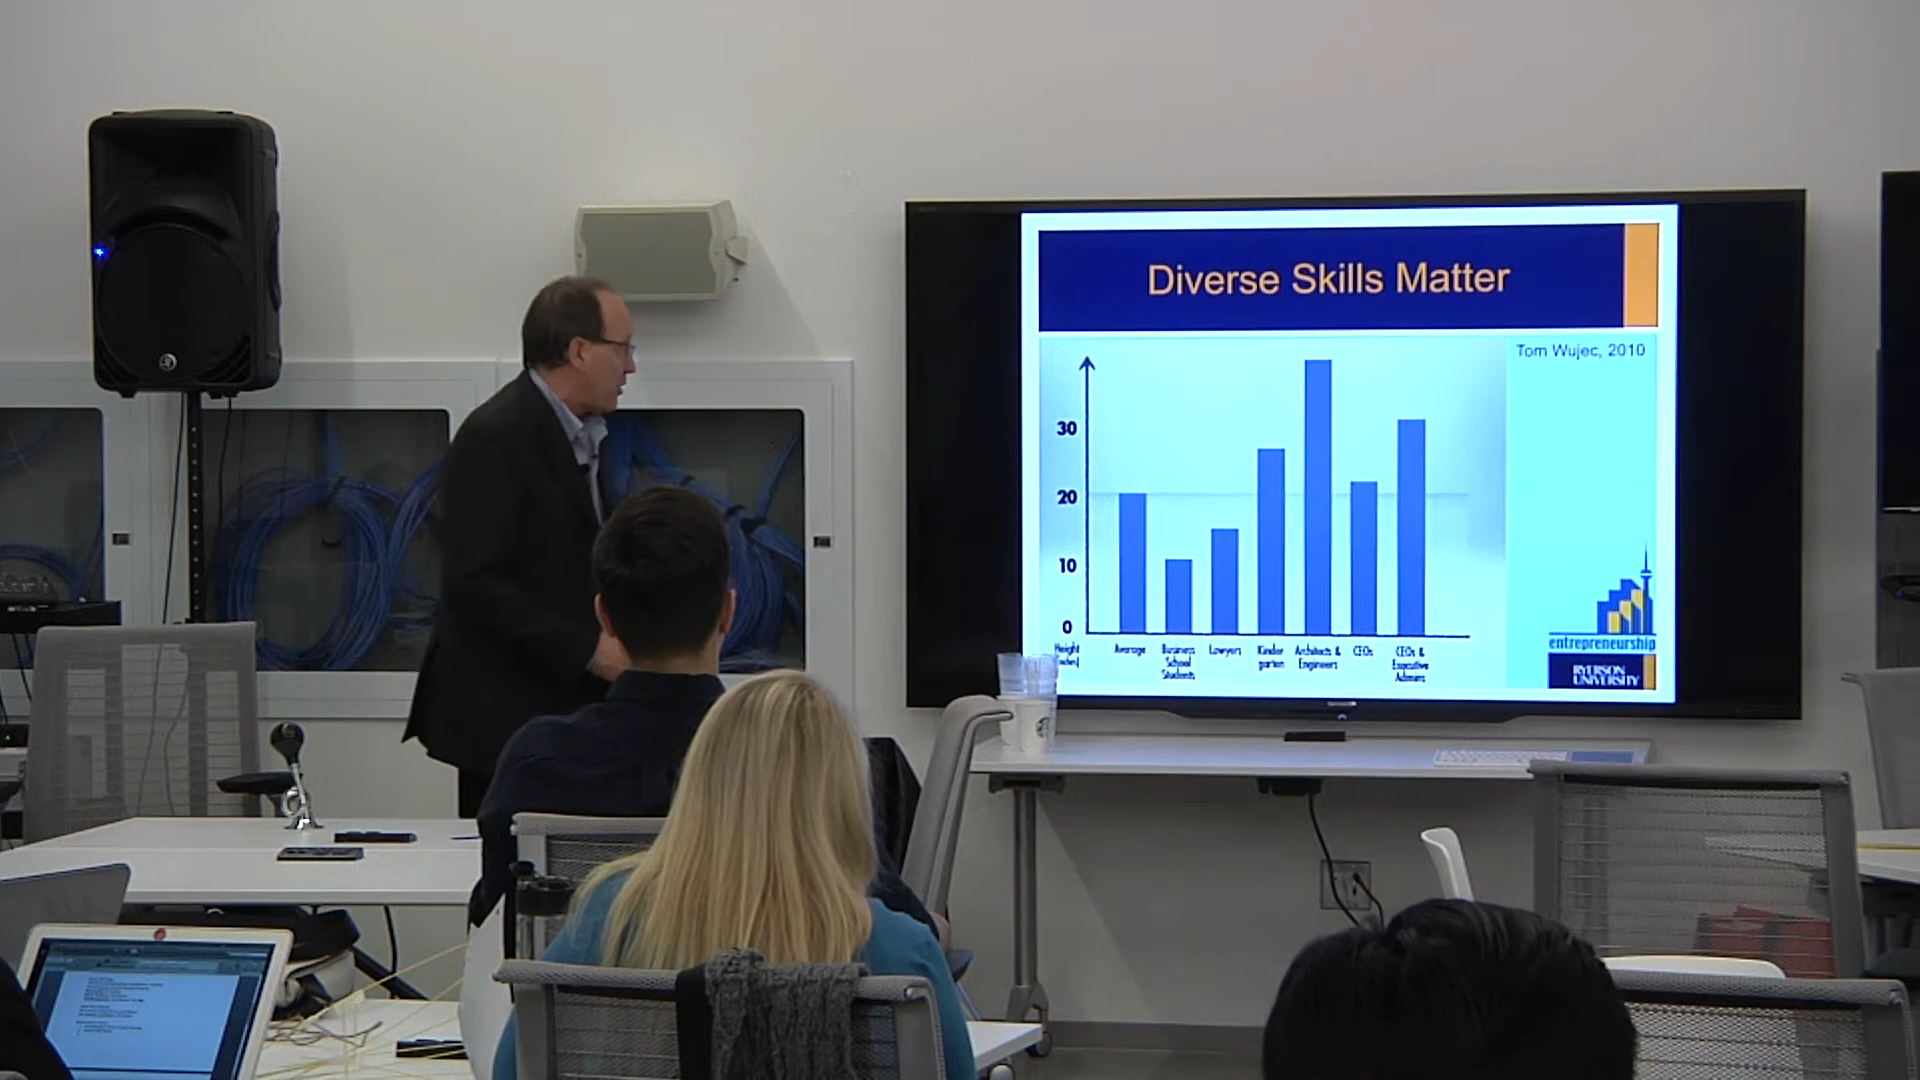 Diverse Skills Matter
Tom Wujec, 2010
30
20
10
0
Height
Average
Business
School
Students
Lawyers
Kinder
garten
Architects &
Engineers
CEOs
CEOs &
Executive
Admins
entrepreneurship
RYERSON
UNIVERSITY